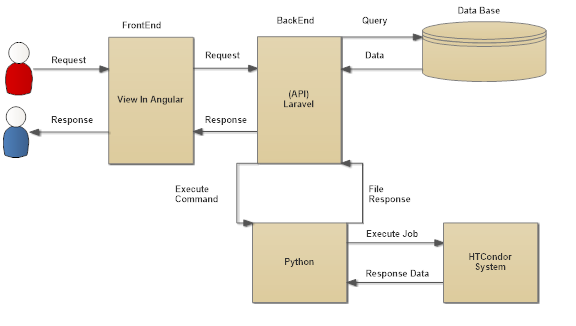 FrontEnd
BackEnd
Data Base
Query
Request
Request
Data
View In Angular
(API)
Laravel
Response
Response
Execute
Command
File
Response
Execute Job
Python
HTCondor
System
Response Data